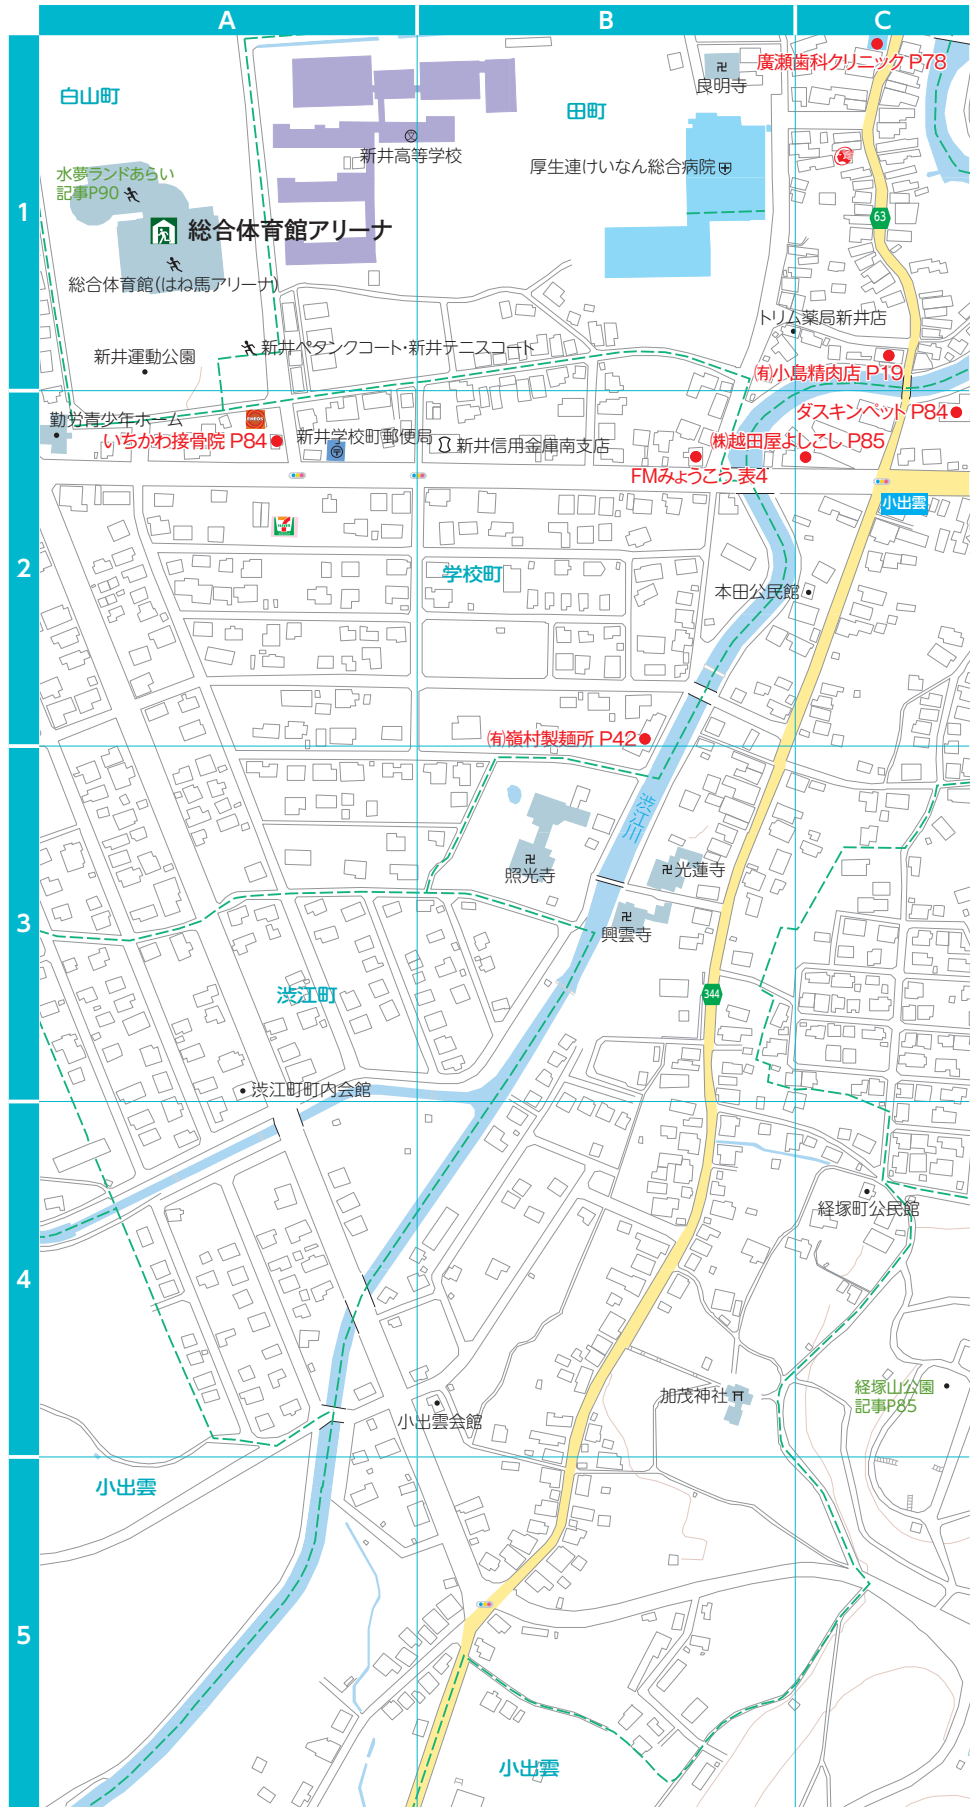 A
B
C
1
2
3
4
5
廣瀬歯科クリニック P78
良明寺
白山町
田町
新井高等学校
厚生連けいなん総合病院
水夢ランドあらい
記事P90
63
総合体育館アリーナ
総合体育館(はね馬アリーナ)
トリム薬局新井店
新井ペタンクコート・新井テニスコート
新井運動公園
㈲小島精肉店 P19
ダスキンペット P84
勤労青少年ホーム
ENEOS
いちかわ接骨院 P84
新井学校町郵便局
新井信用金庫南支店
㈱越田屋よしこし P85
FMみょうこう 表4
小出雲
7
学校町
本田公民館
㈲嶺村製麺所 P42
渋江川
照光寺
光蓮寺
興雲寺
渋江町
344
渋江町町内会館
経塚町公民館
加茂神社
経塚山公園
記事P85
小出雲会館
小出雲
小出雲